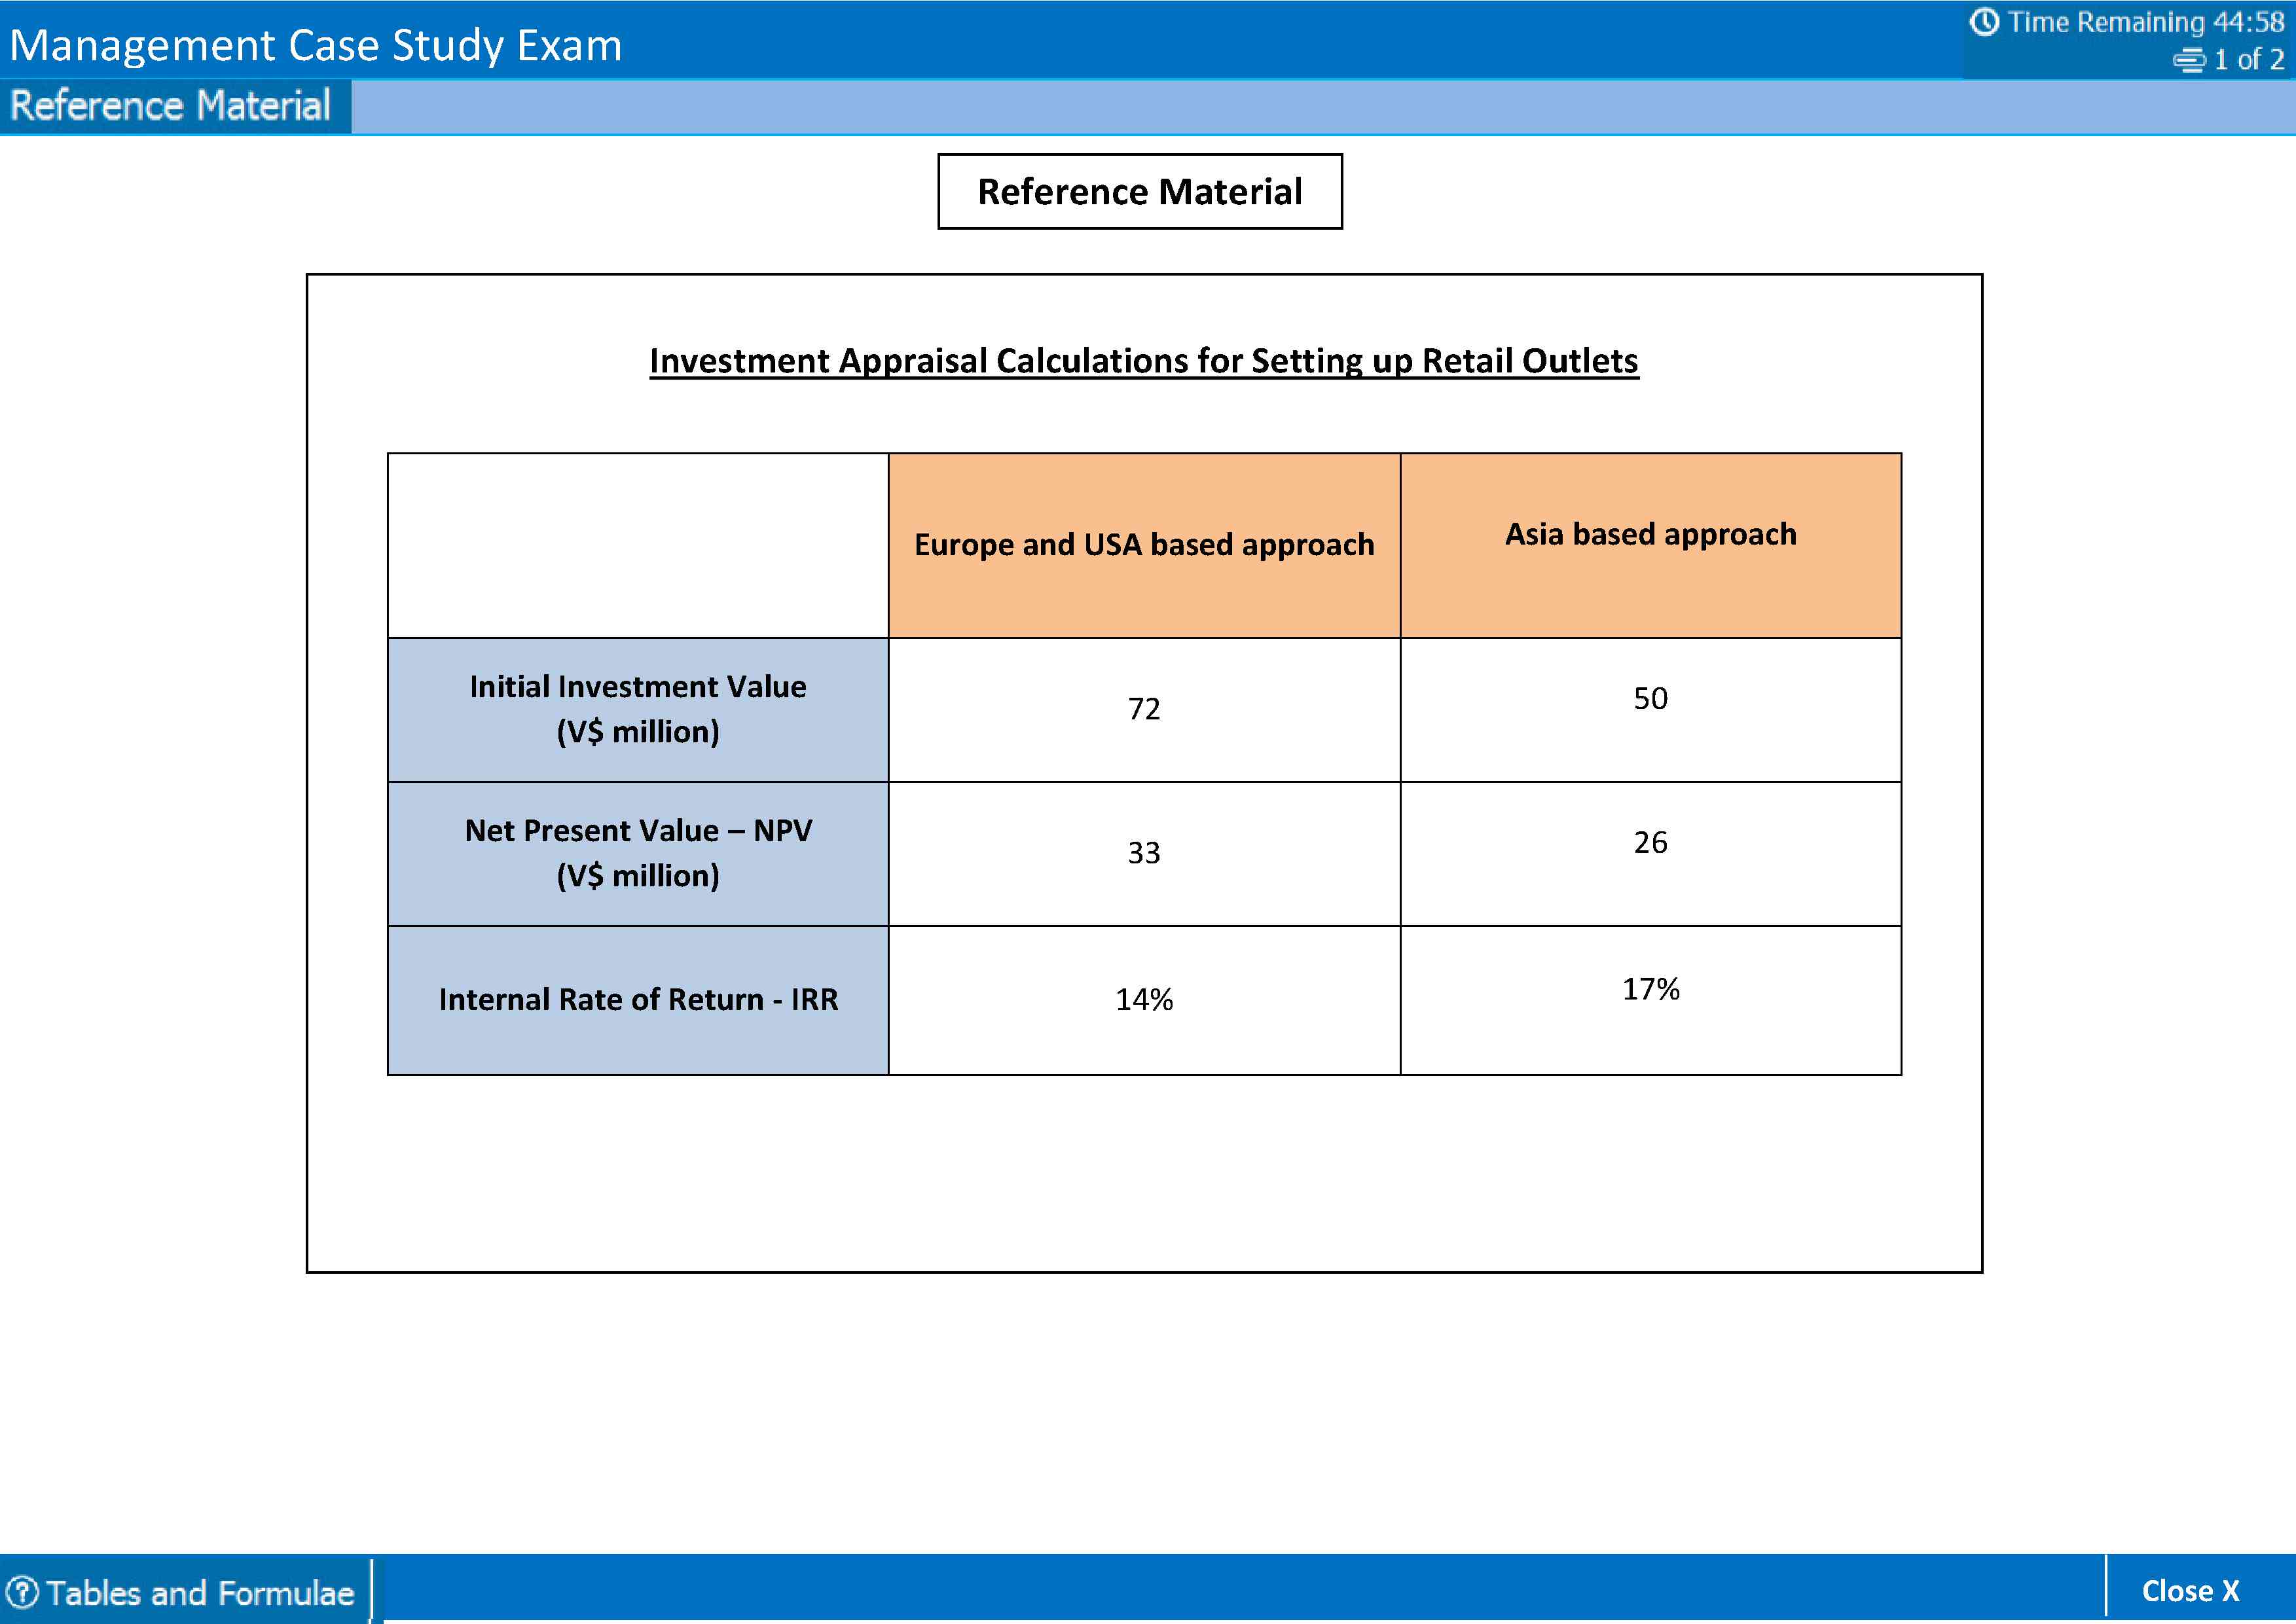 Management Case Study Exam
Time Remaining 44:58
1 of 2
Reference Material
Reference Material
Investment Appraisal Calculations for Setting up Retail Outlets
Europe and USA based approach
Asia based approach
Initial Investment Value
(V$ million)
72
50
Net Present Value – NPV
(V$ million)
33
26
Internal Rate of Return - IRR
14%
17%
Tables and Formulae
Close X